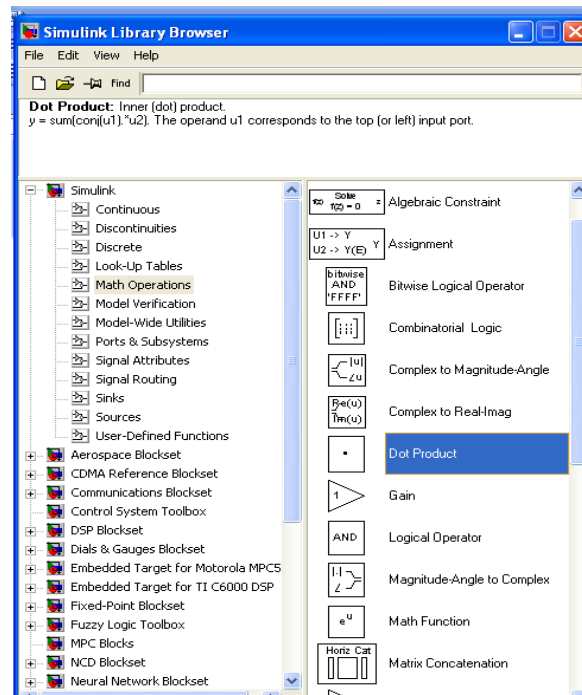 Simulink Library Browser
File Edit View Help
Find
Dot Product: Inner (dot) product.
y = sum(conj(u1).*u2). The operand u1 corresponds to the top (or left) input port.
Simulink
Continuous
Discontinuities
Discrete
Look-Up Tables
Math Operations
Model Verification
Model-Wide Utilities
Ports & Subsystems
Signal Attributes
Signal Routing
Sinks
Sources
User-Defined Functions
Aerospace Blockset
CDMA Reference Blockset
Communications Blockset
Control System Toolbox
DSP Blockset
Dials & Gauges Blockset
Embedded Target for Motorola MPC5
Embedded Target for TI C6000 DSP
Fixed-Point Blockset
Fuzzy Logic Toolbox
MPC Blocks
NCD Blockset
Neural Network Blockset
f(z) Solve f(z) = 0 z Algebraic Constraint
U1 -> Y
U2 -> Y(E) Y Assignment
bitwise
AND
'FFFF' Bitwise Logical Operator
Combinatorial Logic
|u|
∠u Complex to Magnitude-Angle
Re(u)
Im(u) Complex to Real-Imag
Dot Product
1 Gain
AND Logical Operator
|.|
∠ Magnitude-Angle to Complex
e^u Math Function
Horiz Cat Matrix Concatenation